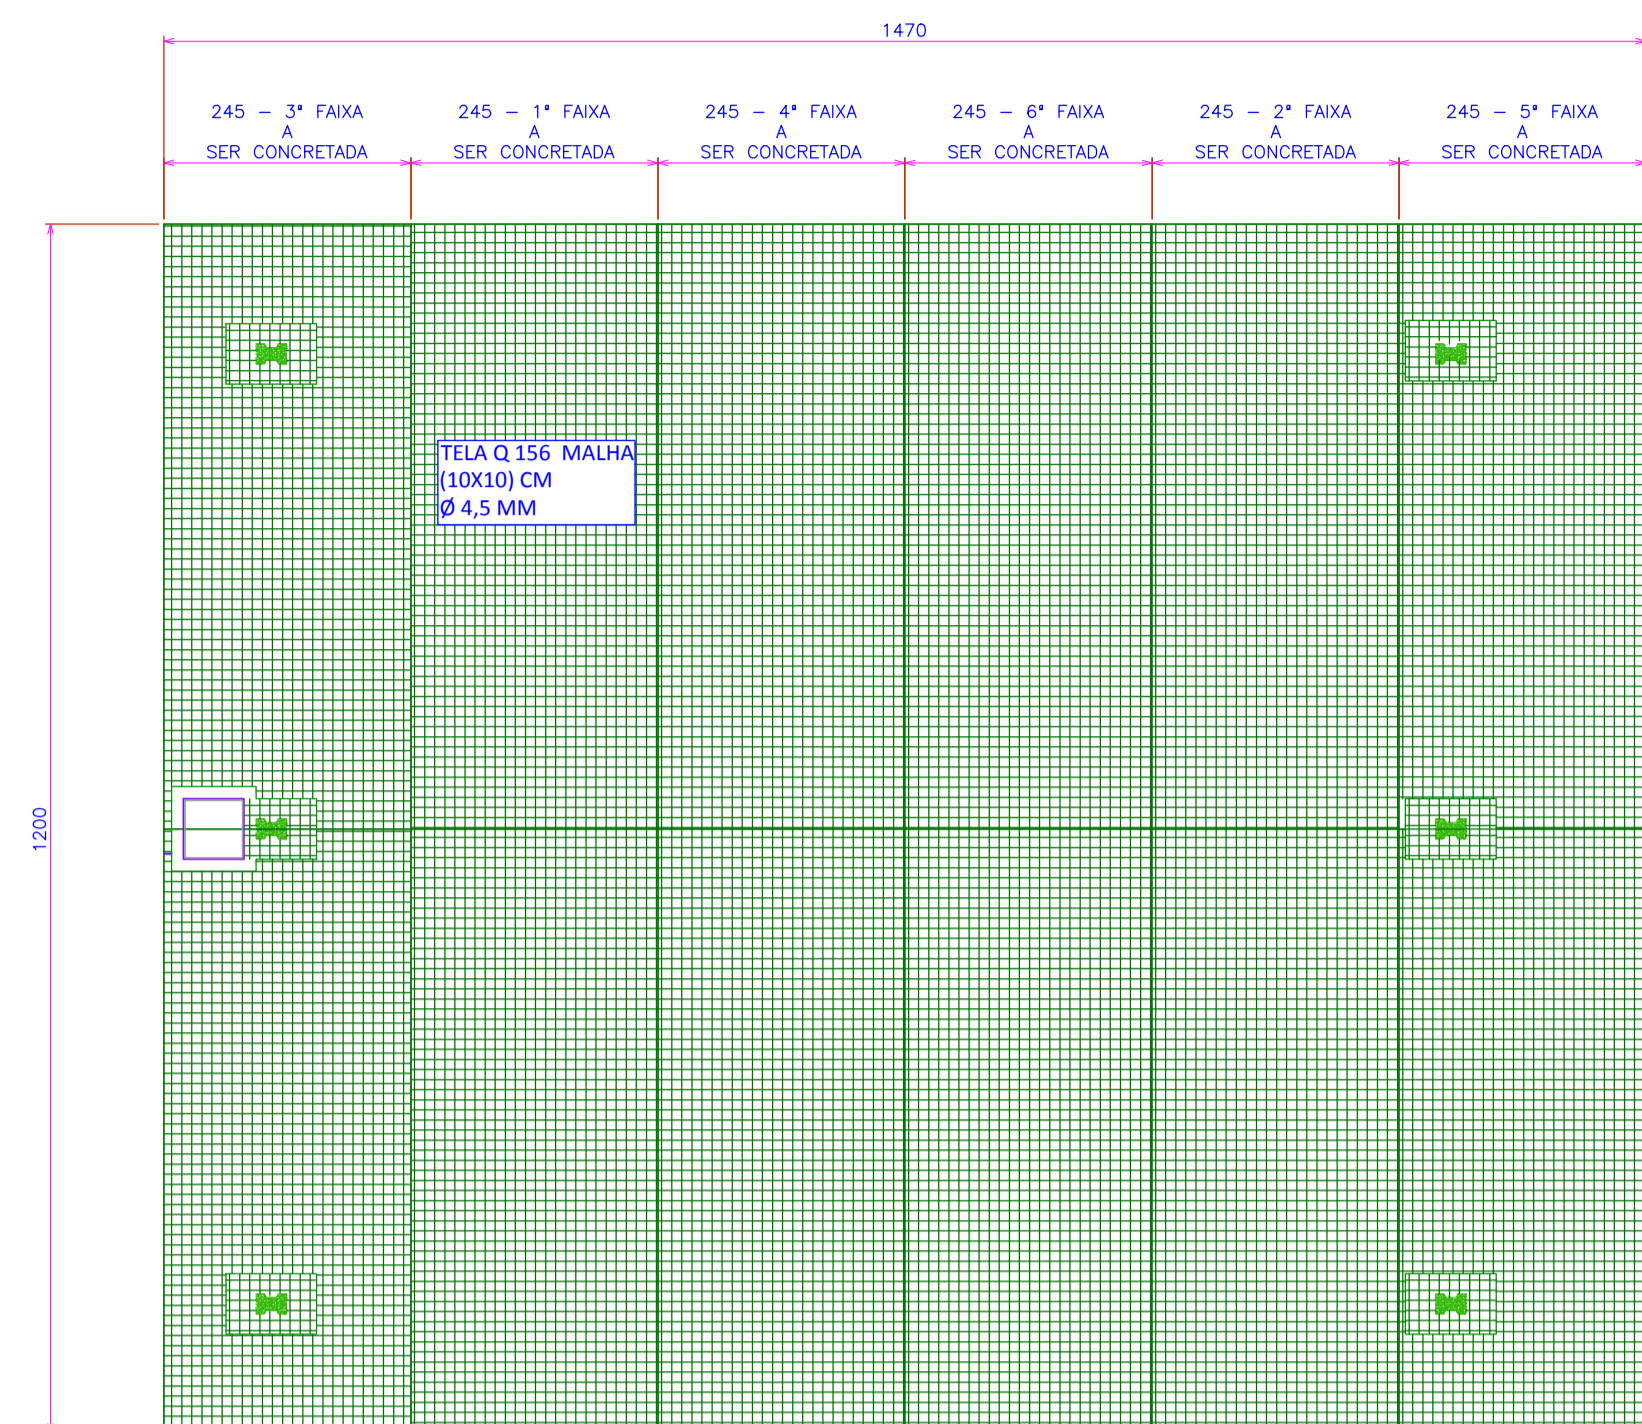 1470
245 - 3ª FAIXA
A
SER CONCRETADA
245 - 1ª FAIXA
A
SER CONCRETADA
245 - 4ª FAIXA
A
SER CONCRETADA
245 - 6ª FAIXA
A
SER CONCRETADA
245 - 2ª FAIXA
A
SER CONCRETADA
245 - 5ª FAIXA
A
SER CONCRETADA
TELA Q 156 MALHA
(10X10) CM
Ø 4,5 MM
1200